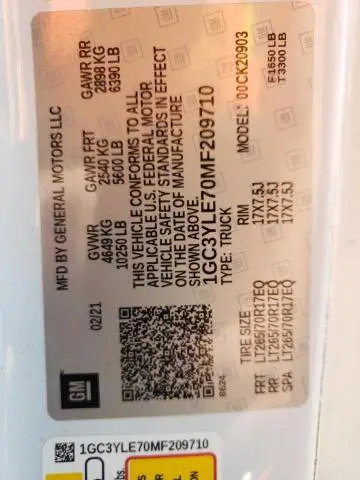 MFD BY GENERAL MOTORS LLC
02/21
GM
GVWR
4649 KG
10250 LB
GAWR FRT
2540 KG
5600 LB
GAWR RR
2898 KG
6390 LB
THIS VEHICLE CONFORMS TO ALL
APPLICABLE U.S. FEDERAL MOTOR
VEHICLE SAFETY STANDARDS IN EFFECT
ON THE DATE OF MANUFACTURE
SHOWN ABOVE.
1GC3YLE70MF209710
TYPE: TRUCK
MODEL: 00CK20903
8624
TIRE SIZE RIM
FRT LT265/70R17EQ 17X7.5J
RR LT265/70R17EQ 17X7.5J
SPA LT265/70R17EQ 17X7.5J
F1650 LB
T3300 LB
1GC3YLE70MF209710
bs.